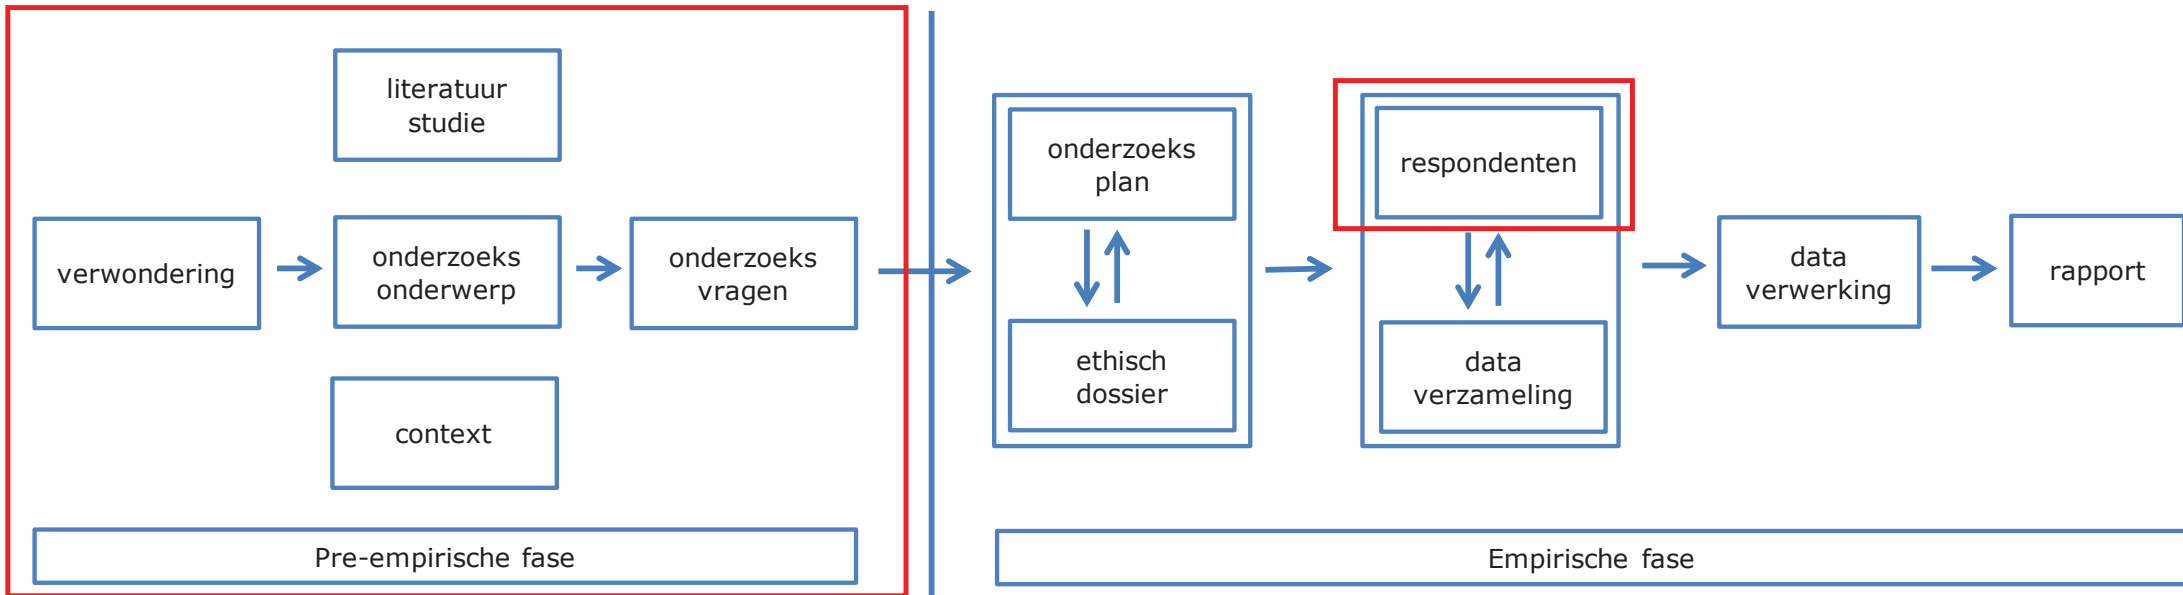 literatuur
studie
verwondering
onderzoeks
onderwerp
onderzoeks
vragen
context
Pre-empirische fase
onderzoeks
plan
ethisch
dossier
respondenten
data
verzameling
data
verwerking
rapport
Empirische fase